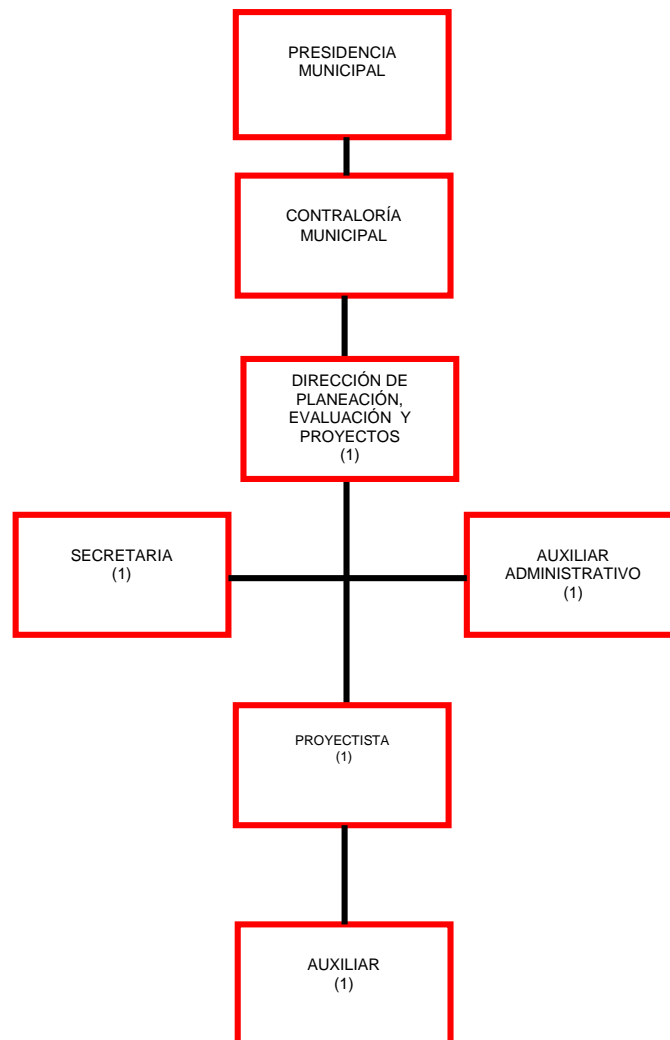 PRESIDENCIA
MUNICIPAL
CONTRALORÍA
MUNICIPAL
DIRECCIÓN DE
PLANEACIÓN,
EVALUACIÓN Y
PROYECTOS
(1)
SECRETARIA
(1)
AUXILIAR
ADMINISTRATIVO
(1)
PROYECTISTA
(1)
AUXILIAR
(1)